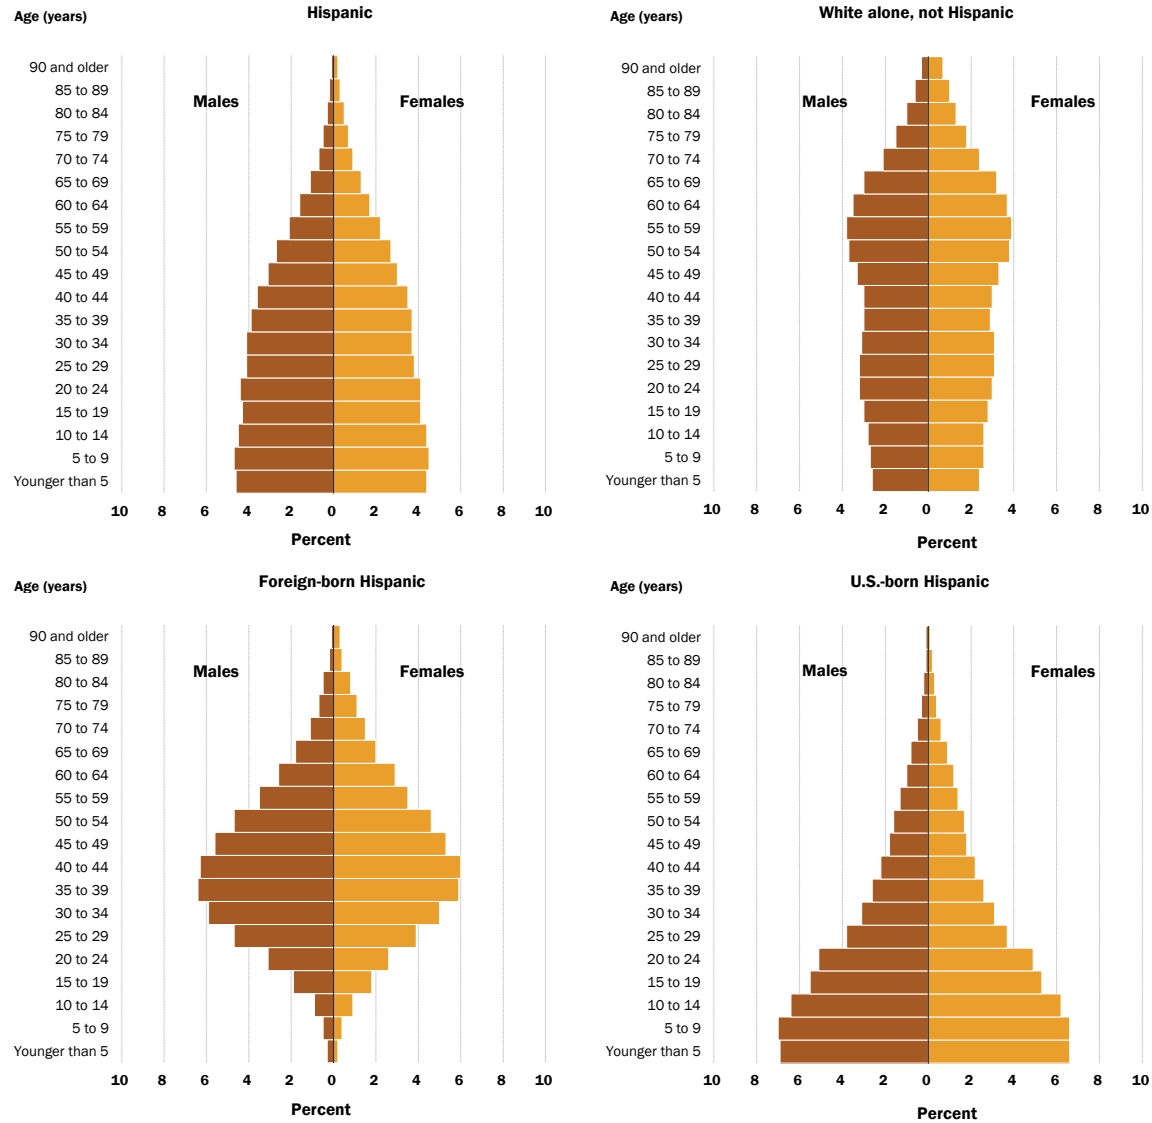 Hispanic
Age (years)
90 and older
85 to 89
Males Females
80 to 84
75 to 79
70 to 74
65 to 69
60 to 64
55 to 59
50 to 54
45 to 49
40 to 44
35 to 39
30 to 34
25 to 29
20 to 24
15 to 19
10 to 14
5 to 9
Younger than 5
10 8 6 4 2 0 2 4 6 8 10
Percent
White alone, not Hispanic
Age (years)
90 and older
85 to 89
Males Females
80 to 84
75 to 79
70 to 74
65 to 69
60 to 64
55 to 59
50 to 54
45 to 49
40 to 44
35 to 39
30 to 34
25 to 29
20 to 24
15 to 19
10 to 14
5 to 9
Younger than 5
10 8 6 4 2 0 2 4 6 8 10
Percent
Foreign-born Hispanic
Age (years)
90 and older
85 to 89
Males Females
80 to 84
75 to 79
70 to 74
65 to 69
60 to 64
55 to 59
50 to 54
45 to 49
40 to 44
35 to 39
30 to 34
25 to 29
20 to 24
15 to 19
10 to 14
5 to 9
Younger than 5
10 8 6 4 2 0 2 4 6 8 10
Percent
U.S.-born Hispanic
Age (years)
90 and older
85 to 89
Males Females
80 to 84
75 to 79
70 to 74
65 to 69
60 to 64
55 to 59
50 to 54
45 to 49
40 to 44
35 to 39
30 to 34
25 to 29
20 to 24
15 to 19
10 to 14
5 to 9
Younger than 5
10 8 6 4 2 0 2 4 6 8 10
Percent